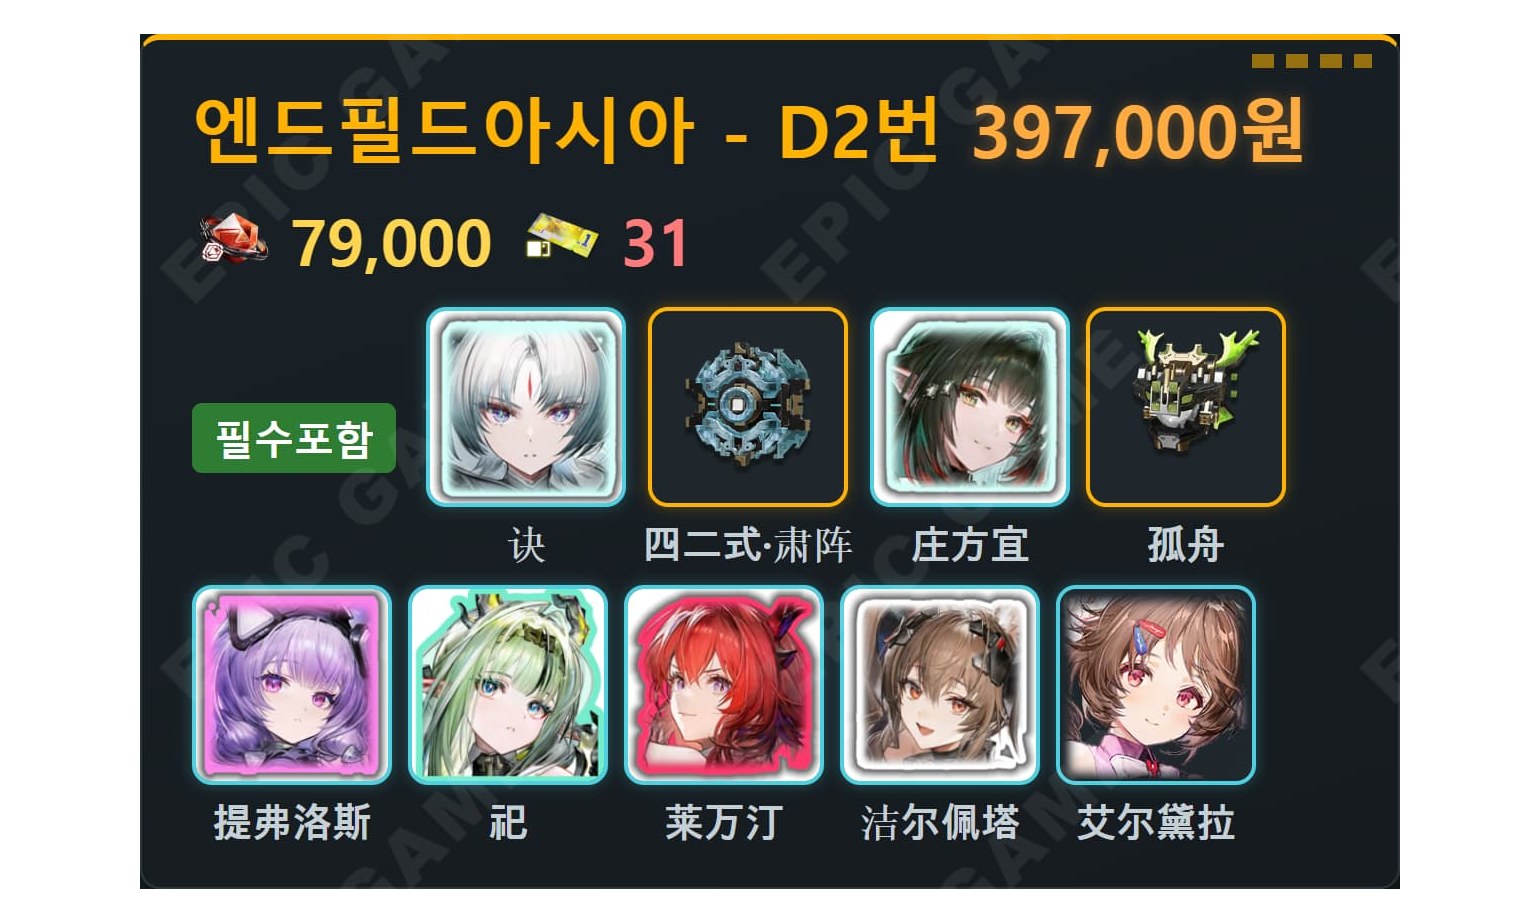 엔드필드아시아 - D2번 397,000원
79,000 31
필수포함
诀 四二式·肃阵 庄方宜 孤舟
提弗洛斯 祀 莱万汀 洁尔佩塔 艾尔黛拉
EPIC GAME